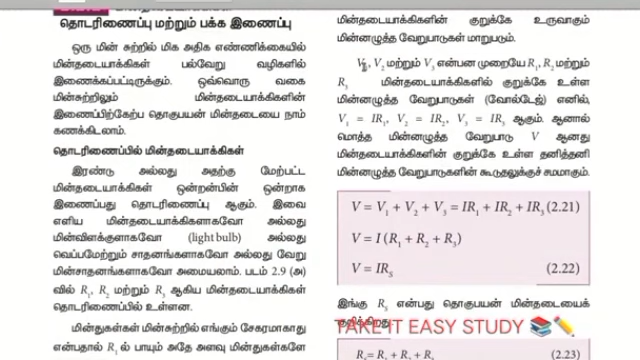 தொடரிணைப்பு மற்றும் பக்க இணைப்பு
ஒரு மின் சுற்றில் மிக அதிக எண்ணிக்கையில்
மின்தடையாக்கிகள் பல்வேறு வழிகளில்
இணைக்கப்பட்டிருக்கும். ஒவ்வொரு வகை
மின்சுற்றிலும் மின்தடையாக்கிகளின்
இணைப்பிற்கேற்ப தொகுபயன் மின்தடையை நாம்
கணக்கிடலாம்.
தொடரிணைப்பில் மின்தடையாக்கிகள்
இரண்டு அல்லது அதற்கு மேற்பட்ட
மின்தடையாக்கிகள் ஒன்றன்பின் ஒன்றாக
இணைப்பது தொடரிணைப்பு ஆகும். இவை
எளிய மின்தடையாக்கிகளாகவோ அல்லது
மின்விளக்குளாகவோ (light bulb) அல்லது
வெப்பமேற்றும் சாதனங்களாகவோ அல்லது வேறு
மின்சாதனங்களாகவோ அமையலாம். படம் 2.9 (அ)
வில் R₁, R₂ மற்றும் R₃ ஆகிய மின்தடையாக்கிகள்
தொடரிணைப்பில் உள்ளன.
மின்துகள்கள் மின்சுற்றில் எங்கும் சேகரமாகாது
என்பதால் R₁ ல் பாயும் அதே அளவு மின்துகள்களே
மின்தடையாக்கிகளின் குறுக்கே உருவாகும்
மின்னழுத்த வேறுபாடுகள் மாறுபடும்.
V₁, V₂ மற்றும் V₃ என்பன முறையே R₁, R₂ மற்றும்
R₃ மின்தடையாக்கிகளில் குறுக்கே உள்ள
மின்னழுத்த வேறுபாடுகள் (வோல்டேஜ்) எனில்,
V₁ = IR₁, V₂ = IR₂, V₃ = IR₃ ஆகும். ஆனால்
மொத்த மின்னழுத்த வேறுபாடு V ஆனது
மின்தடையாக்கிகளின் குறுக்கே உள்ள தனித்தனி
மின்னழுத்த வேறுபாடுகளின் கூடுதலுக்குச் சமமாகும்.
V = V₁ + V₂ + V₃ = IR₁ + IR₂ + IR₃ (2.21)
V = I (R₁ + R₂ + R₃)
V = IRₛ (2.22)
இங்கு Rₛ என்பது தொகுபயன் மின்தடையைக்
குறிக்கிறது
TAKE IT EASY STUDY 📚✏️
Rₛ = R₁ + R₂ + R₃ (2.23)